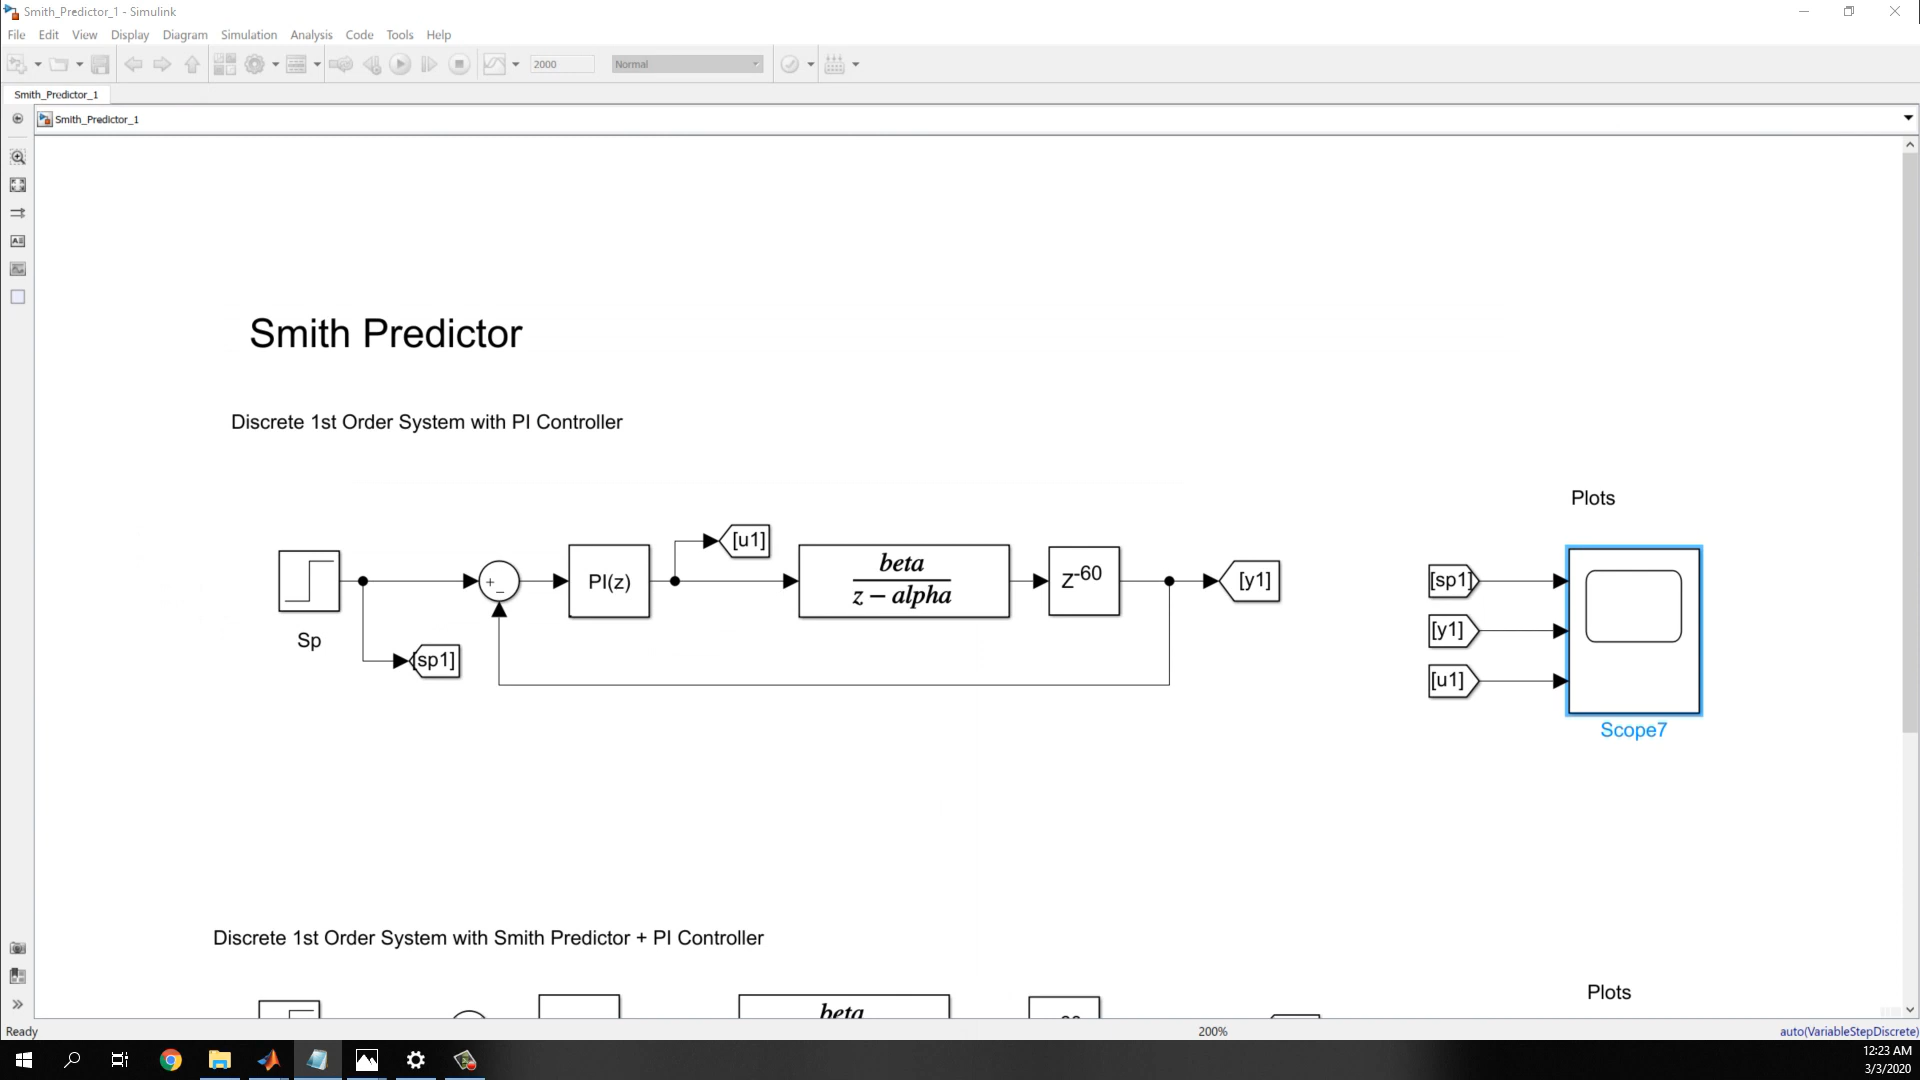 Smith_Predictor_1 - Simulink
File Edit View Display Diagram Simulation Analysis Code Tools Help
2000 Normal
Smith_Predictor_1
Smith_Predictor_1
Smith Predictor
Discrete 1st Order System with PI Controller
Plots
[u1]
beta
z − alpha
+
−
PI(z)
Z-60
[y1]
[sp1]
[y1]
[u1]
Sp
[sp1]
Scope7
Discrete 1st Order System with Smith Predictor + PI Controller
Plots
beta
Ready 200% auto(VariableStepDiscrete)
12:23 AM
3/3/2020